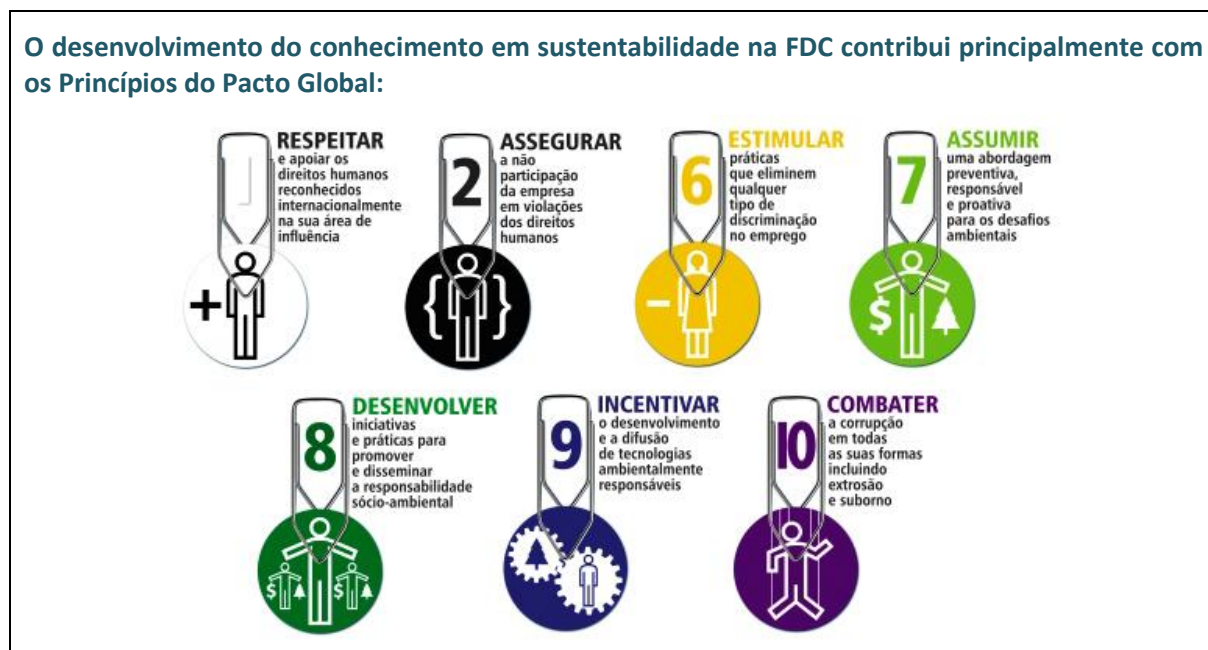 O desenvolvimento do conhecimento em sustentabilidade na FDC contribui principalmente com
os Princípios do Pacto Global:
RESPEITAR
e apoiar os
direitos humanos
reconhecidos
internacionalmente
na sua área de
influência
+
2
ASSEGURAR
a não
participação
da empresa
em violações
dos direitos
humanos
{ }
6
ESTIMULAR
práticas
que eliminem
qualquer
tipo de
discriminação
no emprego
-
7
ASSUMIR
uma abordagem
preventiva,
responsável
e proativa
para os desafios
ambientais
$
8
DESENVOLVER
iniciativas
e práticas para
promover
e disseminar
a responsabilidade
sócio-ambiental
$ $
9
INCENTIVAR
o desenvolvimento
e a difusão
de tecnologias
ambientalmente
responsáveis
10
COMBATER
a corrupção
em todas
as suas formas
incluindo
extrosão
e suborno